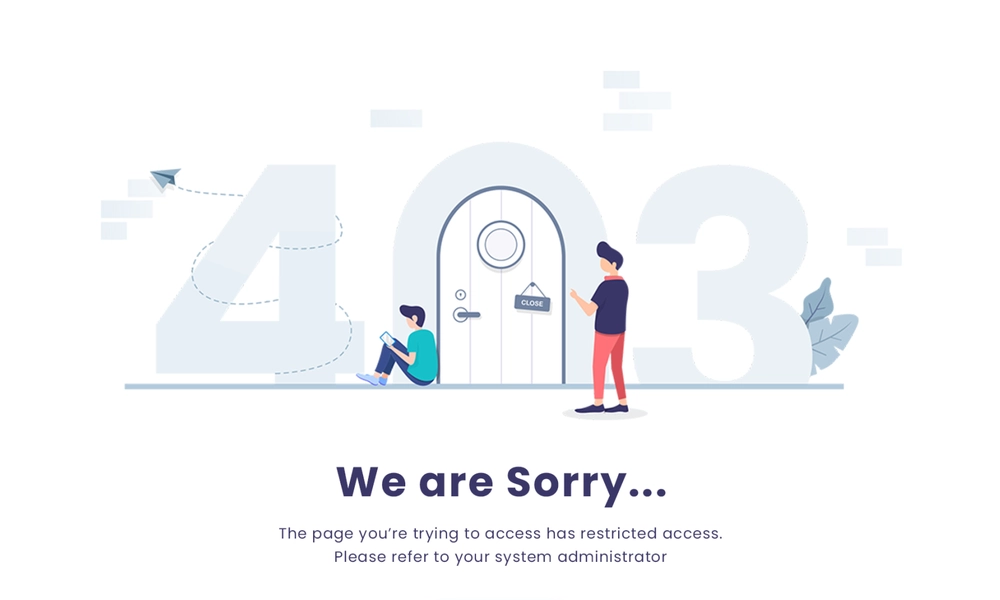 403
CLOSE
We are Sorry...
The page you’re trying to access has restricted access.
Please refer to your system administrator